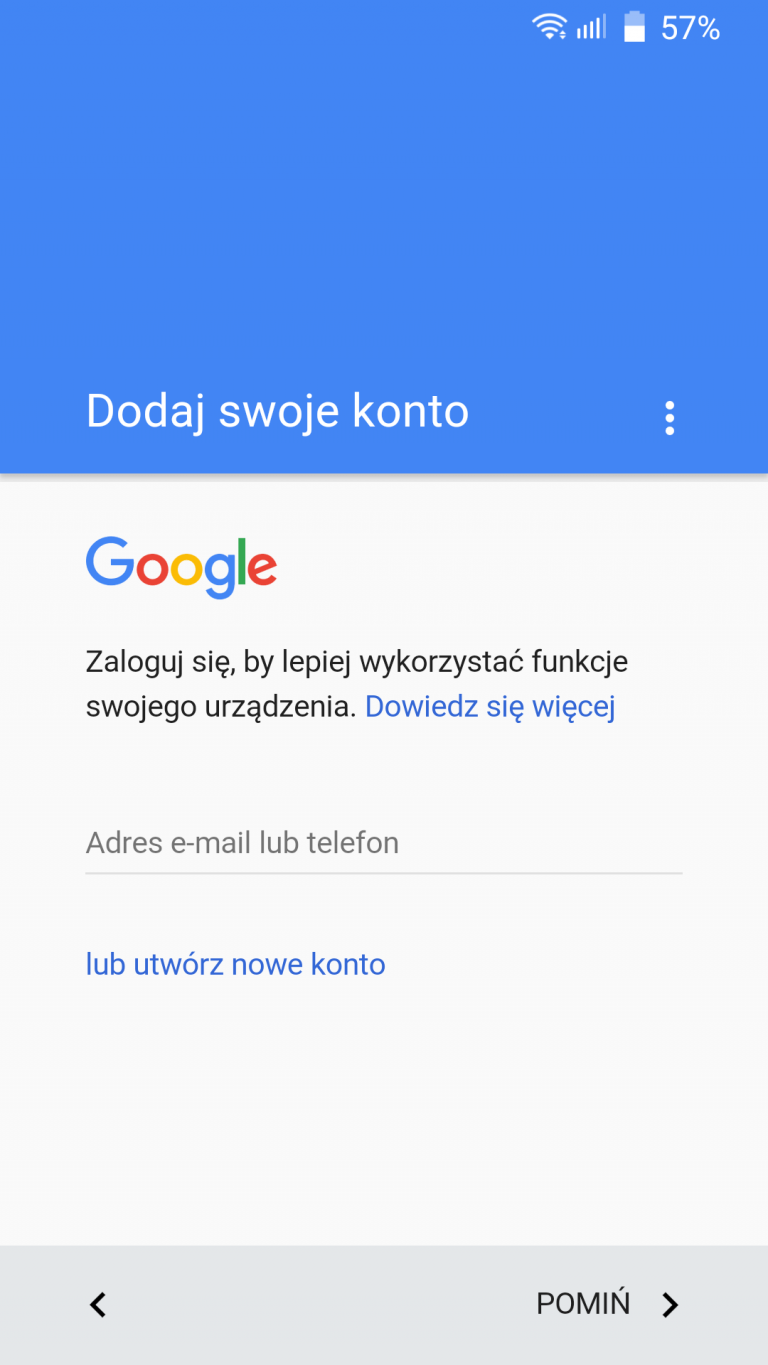 57%
Dodaj swoje konto
Google
Zaloguj się, by lepiej wykorzystać funkcje
swojego urządzenia. Dowiedz się więcej
Adres e-mail lub telefon
lub utwórz nowe konto
POMIŃ